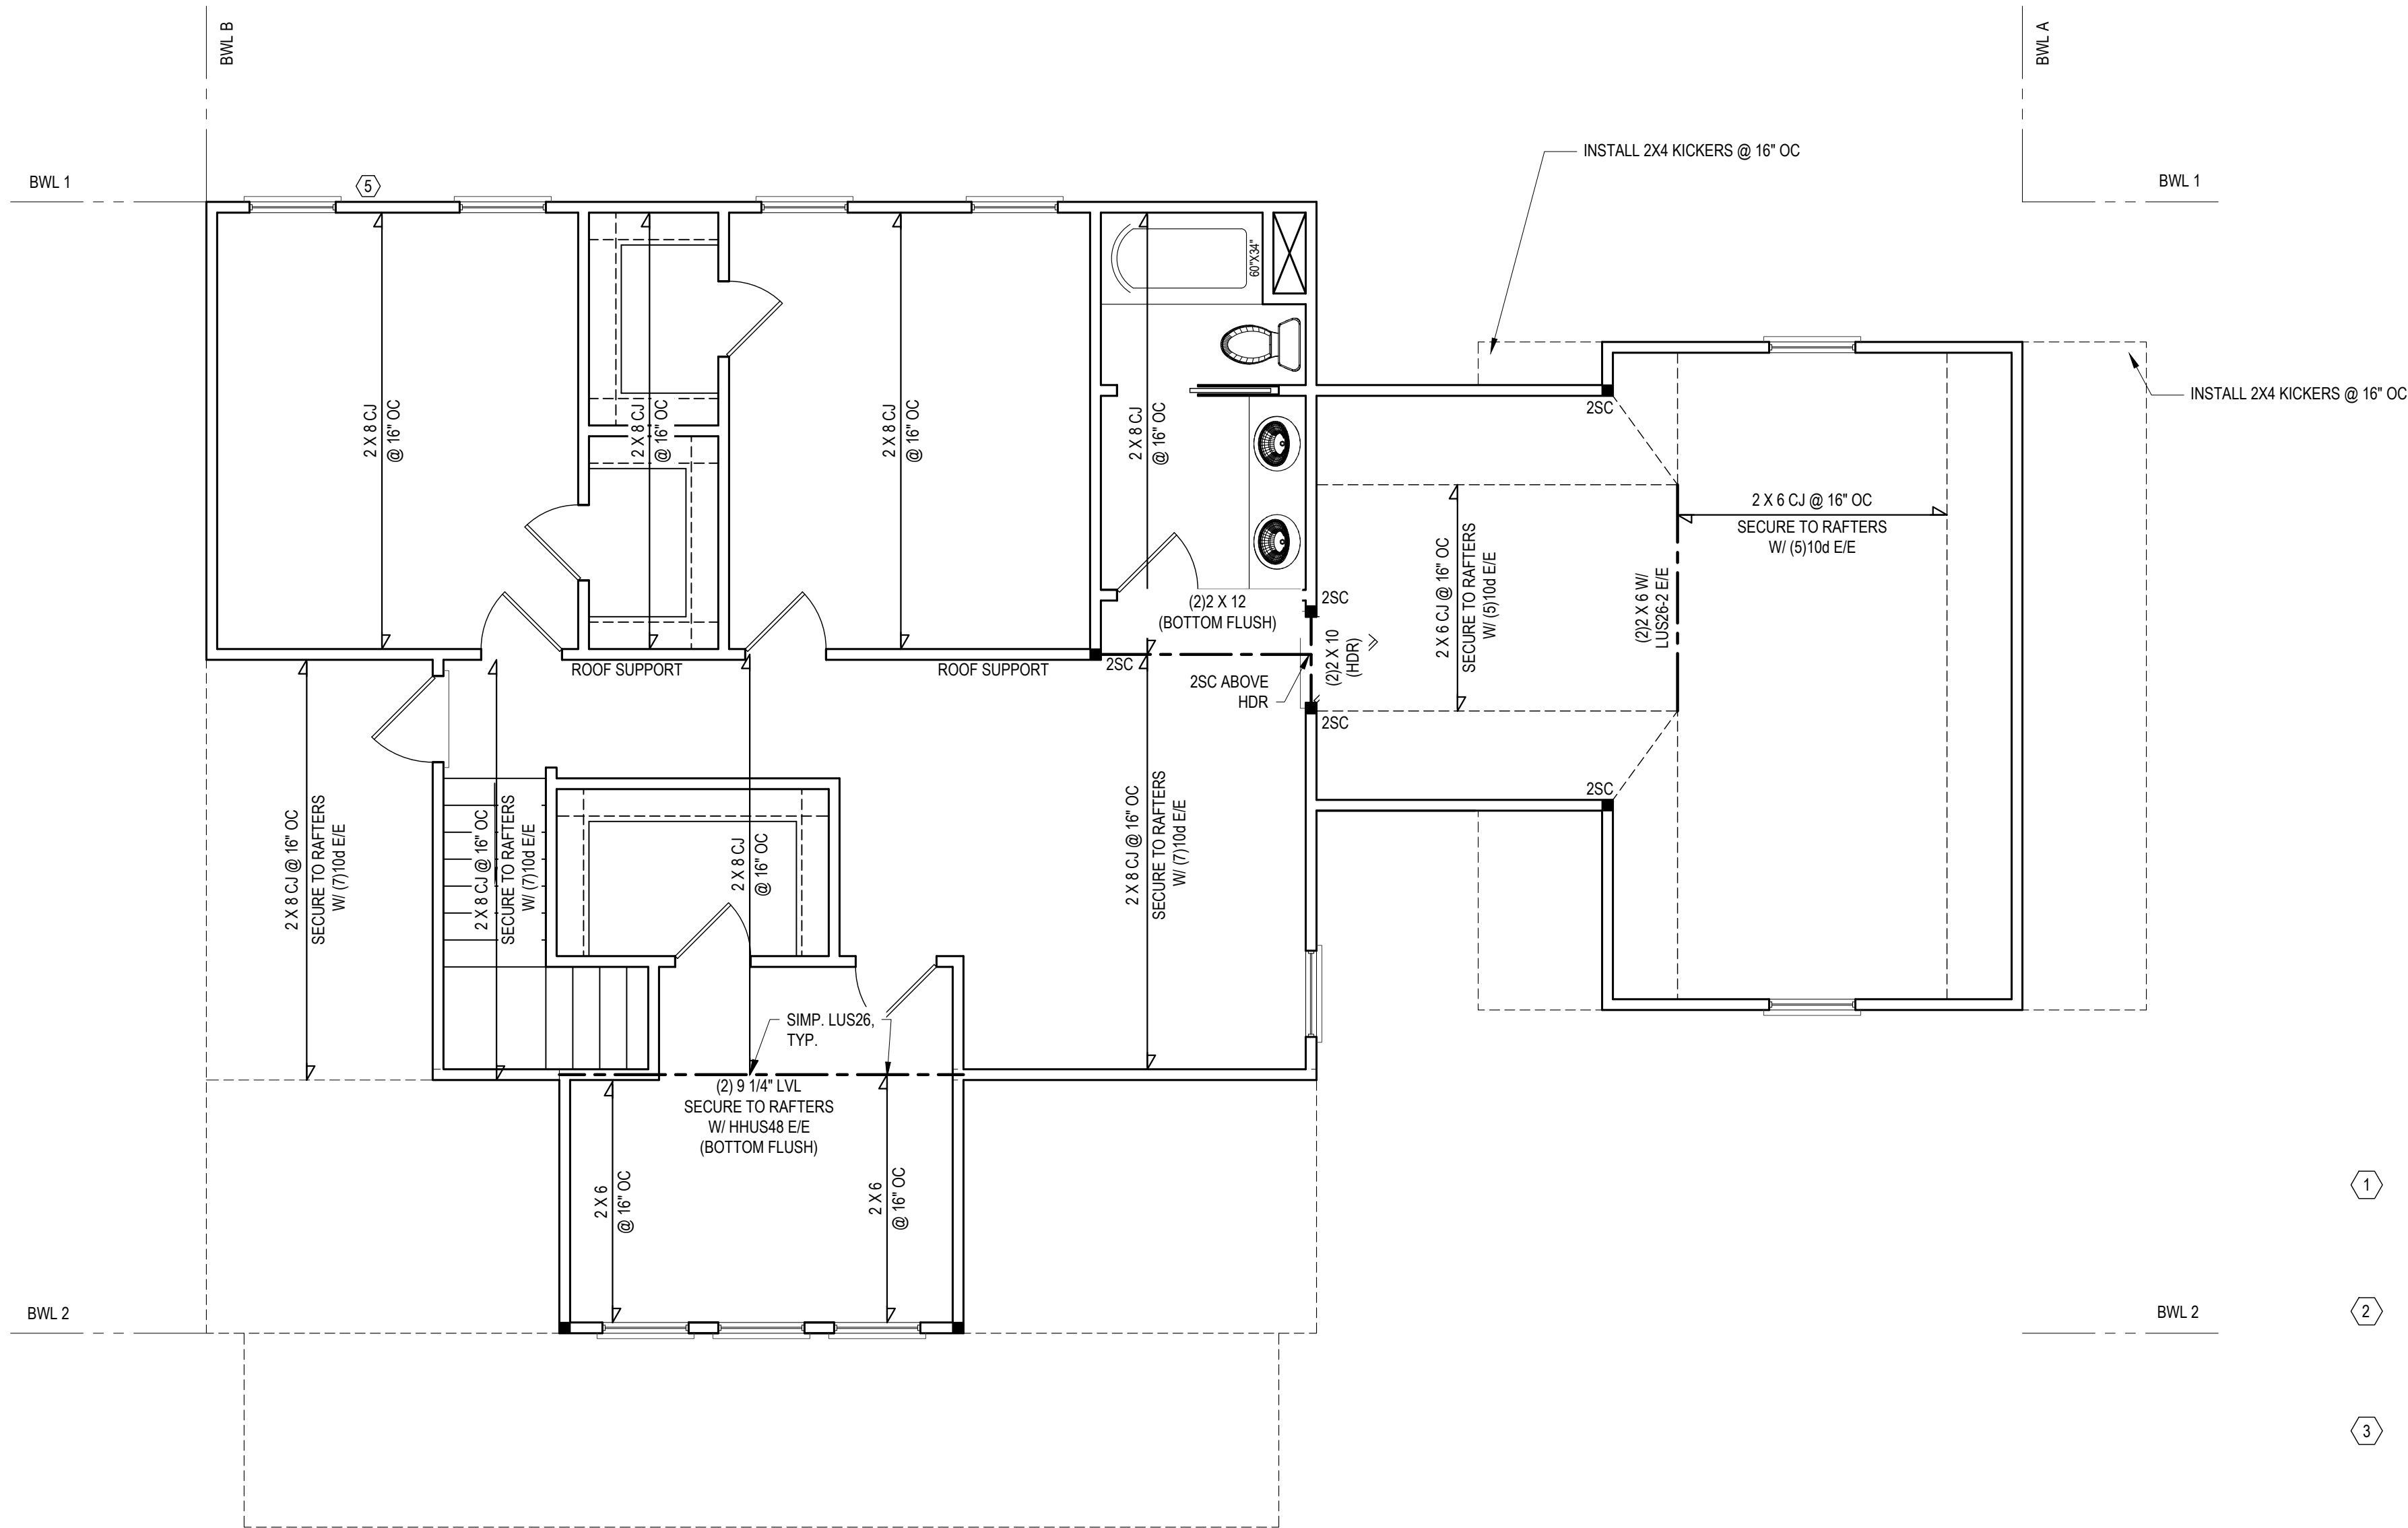 BWL B
BWL A
INSTALL 2X4 KICKERS @ 16" OC
BWL 1
5
BWL 1
60"X34"
INSTALL 2X4 KICKERS @ 16" OC
2 X 8 CJ
@ 16" OC
2 X 8 CJ
@ 16" OC
2 X 8 CJ
@ 16" OC
2 X 8 CJ
@ 16" OC
2SC
2 X 6 CJ @ 16" OC
SECURE TO RAFTERS
W/ (5)10d E/E
2 X 6 CJ @ 16" OC
SECURE TO RAFTERS
W/ (5)10d E/E
(2)2 X 6 W/
LUS26-2 E/E
(2)2 X 12
(BOTTOM FLUSH)
2SC
(2)2 X 10
(HDR)
ROOF SUPPORT
ROOF SUPPORT
2SC
2SC ABOVE
HDR
2SC
2SC
2 X 8 CJ @ 16" OC
SECURE TO RAFTERS
W/ (7)10d E/E
2 X 8 CJ @ 16" OC
SECURE TO RAFTERS
W/ (7)10d E/E
2 X 8 CJ
@ 16" OC
2 X 8 CJ @ 16" OC
SECURE TO RAFTERS
W/ (7)10d E/E
SIMP. LUS26,
TYP.
(2) 9 1/4" LVL
SECURE TO RAFTERS
W/ HHUS48 E/E
(BOTTOM FLUSH)
2 X 6
@ 16" OC
2 X 6
@ 16" OC
1
BWL 2
BWL 2
2
3